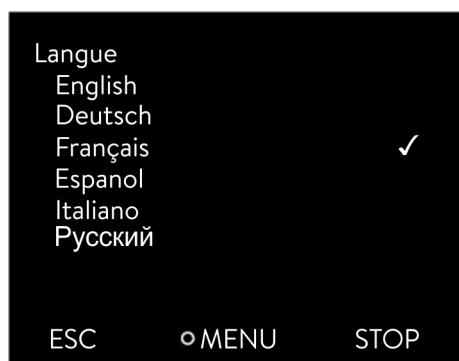 Langue
English
Deutsch
Français
Espanol
Italiano
Русский
ESC MENU STOP